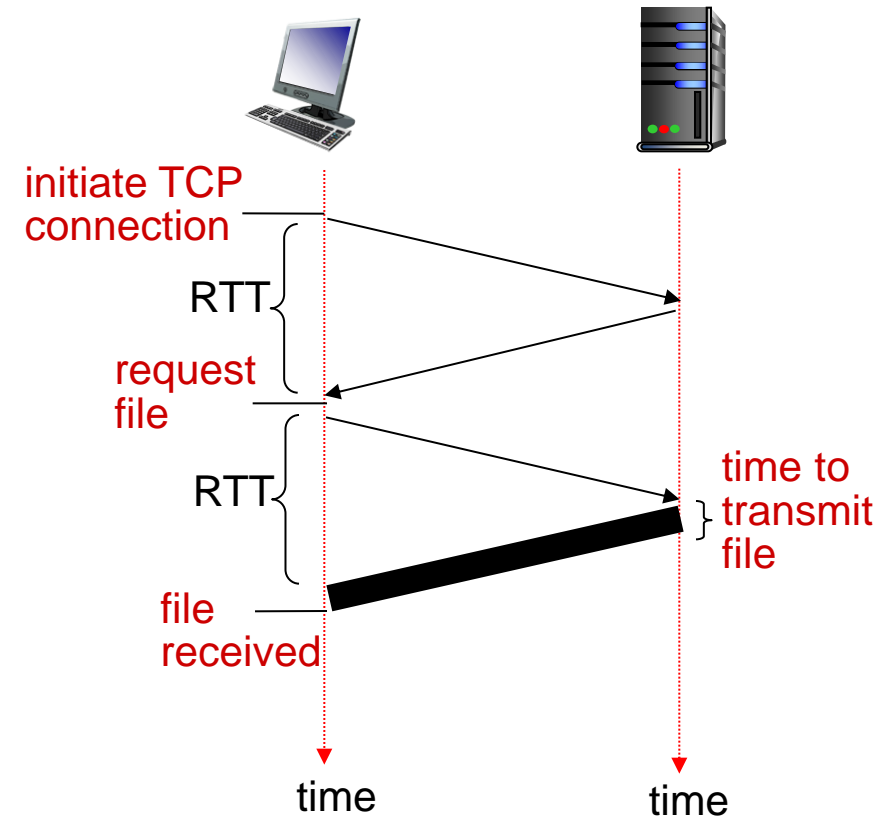 initiate TCP
connection
RTT
request
file
RTT
time to
transmit
file
file
received
time
time